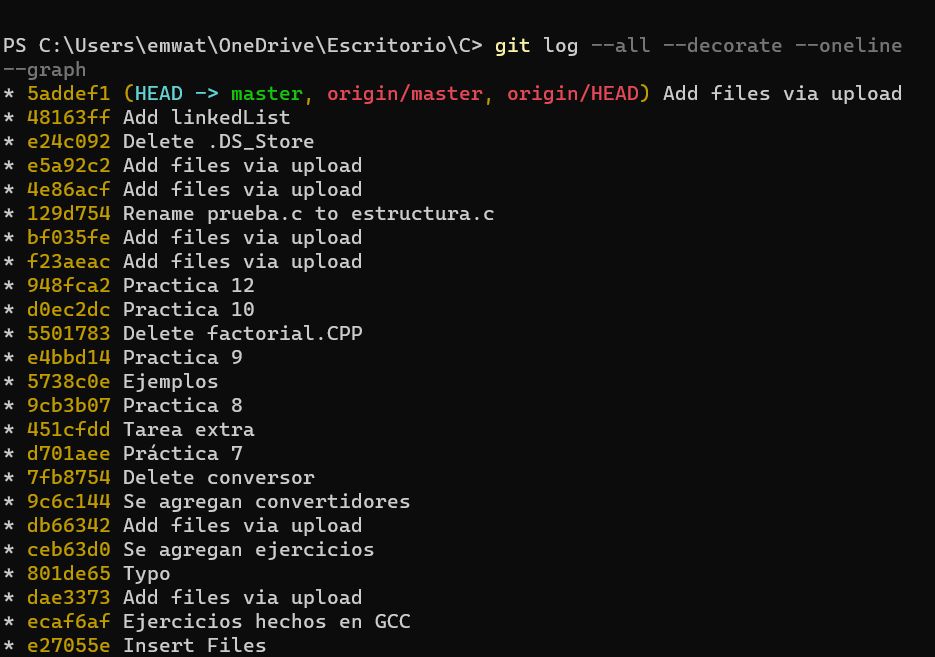 PS C:\Users\emwat\OneDrive\Escritorio\C> git log --all --decorate --oneline
--graph
* 5addef1 (HEAD -> master, origin/master, origin/HEAD) Add files via upload
* 48163ff Add linkedList
* e24c092 Delete .DS_Store
* e5a92c2 Add files via upload
* 4e86acf Add files via upload
* 129d754 Rename prueba.c to estructura.c
* bf035fe Add files via upload
* f23aeac Add files via upload
* 948fca2 Practica 12
* d0ec2dc Practica 10
* 5501783 Delete factorial.CPP
* e4bbd14 Practica 9
* 5738c0e Ejemplos
* 9cb3b07 Practica 8
* 451cfdd Tarea extra
* d701aee Práctica 7
* 7fb8754 Delete conversor
* 9c6c144 Se agregan convertidores
* db66342 Add files via upload
* ceb63d0 Se agregan ejercicios
* 801de65 Typo
* dae3373 Add files via upload
* ecaf6af Ejercicios hechos en GCC
* e27055e Insert Files